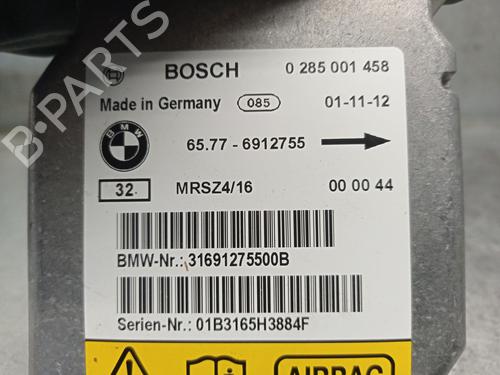 B-PARTS
BOSCH 0 285 001 458
Made in Germany 085 01-11-12
BMW
65.77 - 6912755
32 MRSZ4/16 00 00 44
BMW-Nr.: 31691275500B
Serien-Nr.: 01B3165H3884F
AIRBAG